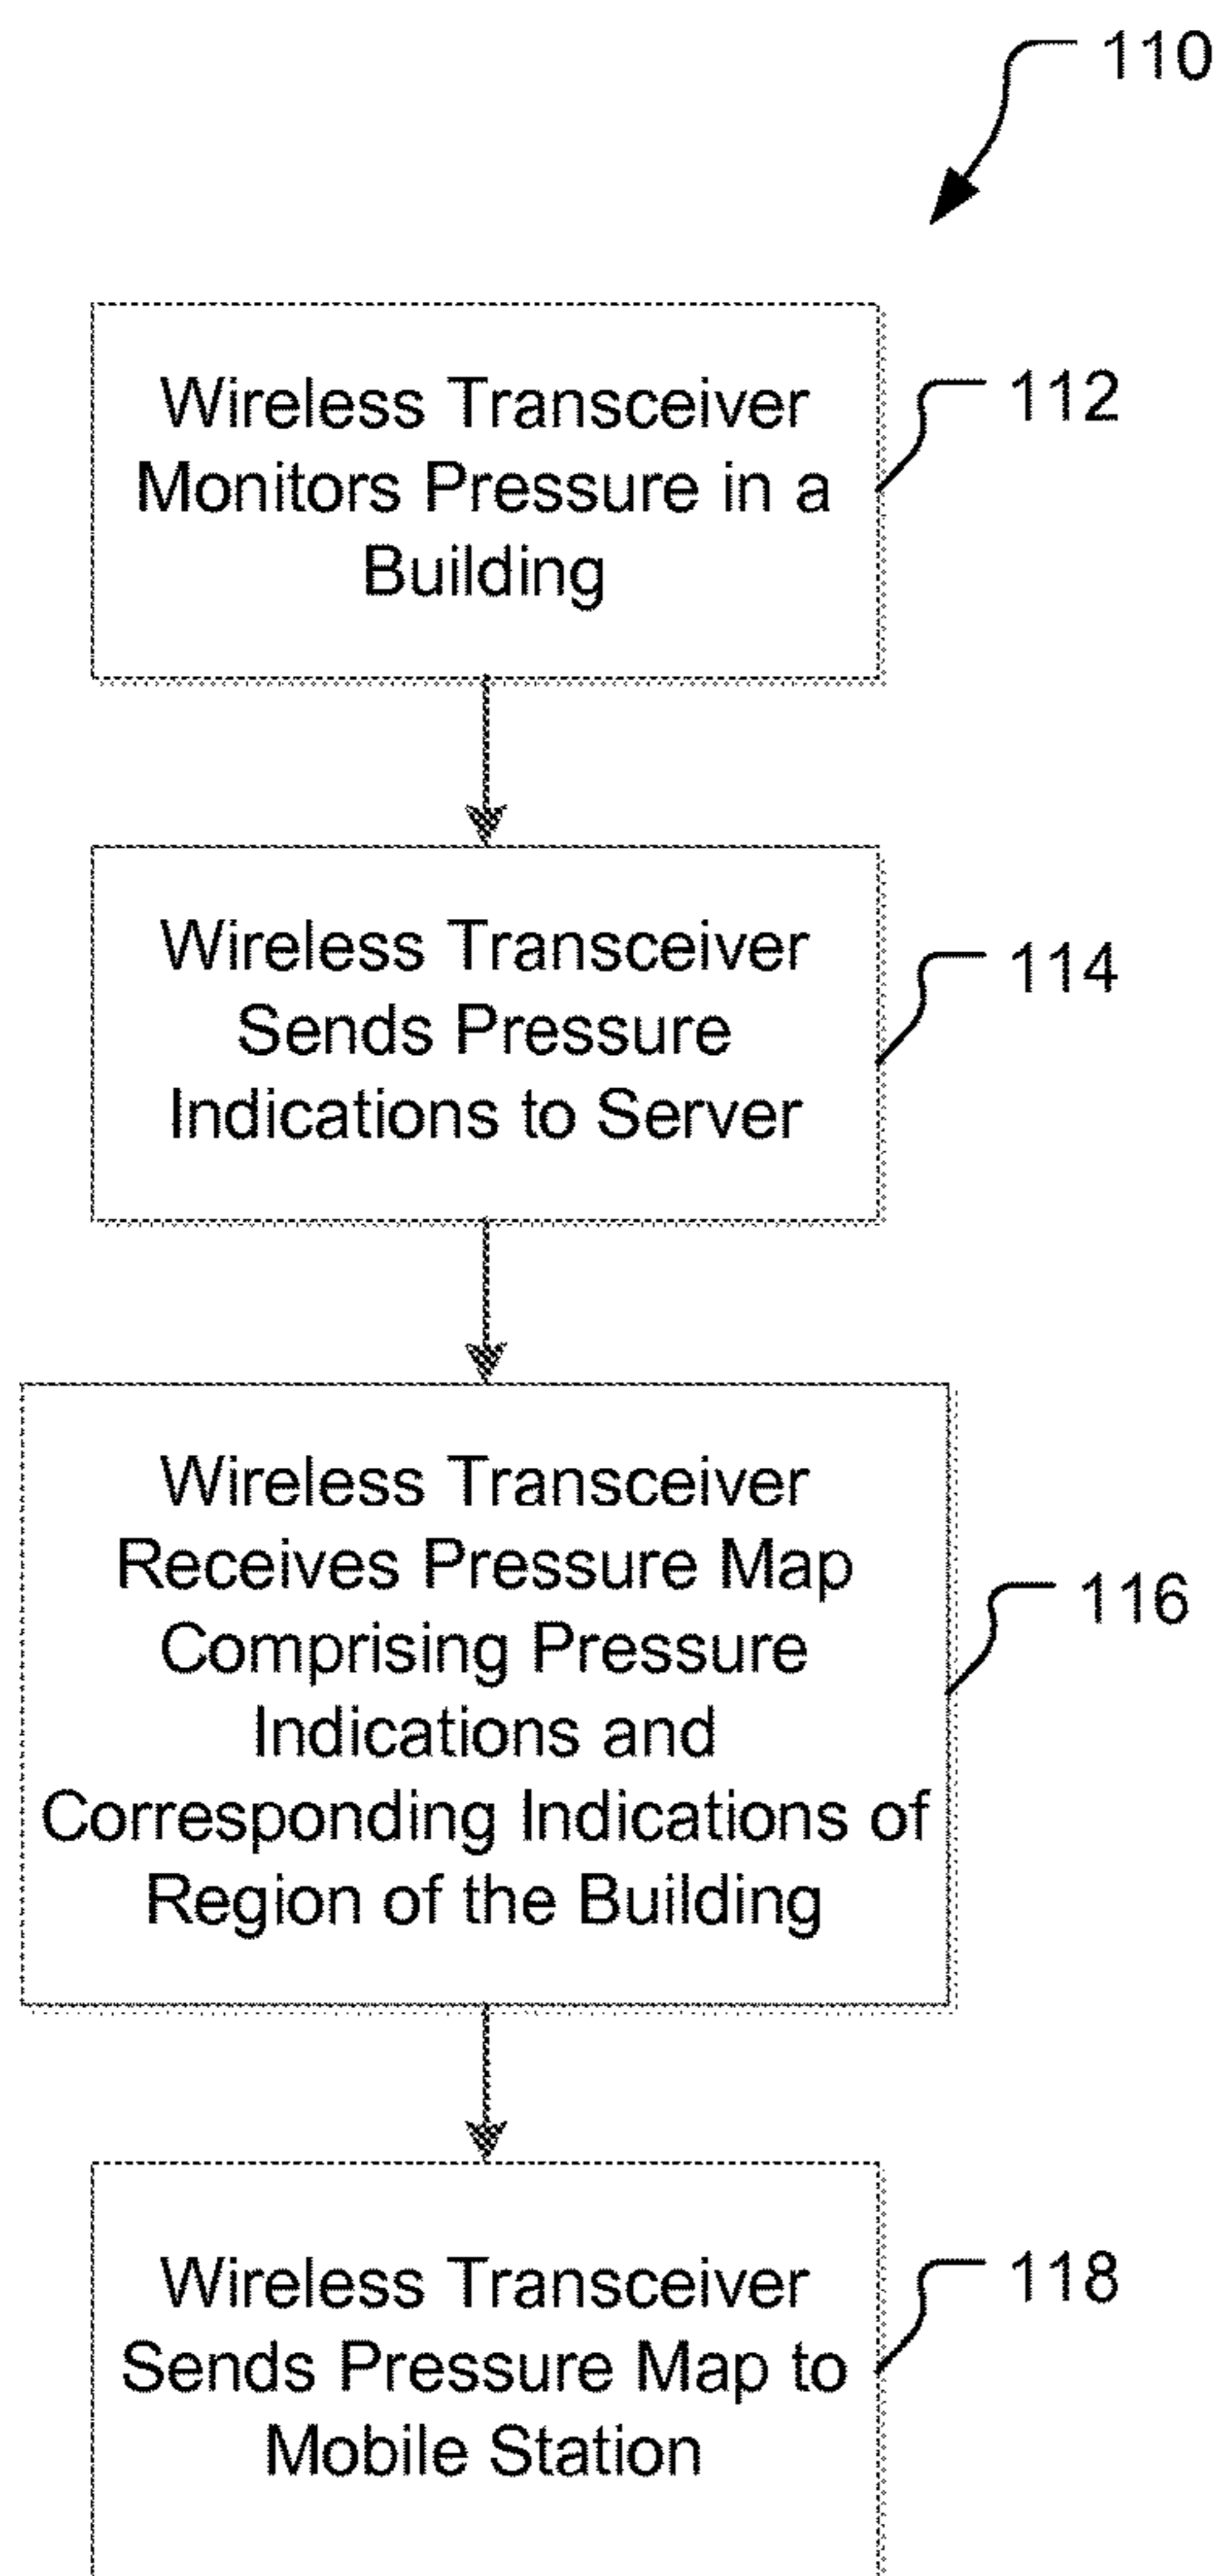 110
Wireless Transceiver
Monitors Pressure in a
Building
112
Wireless Transceiver
Sends Pressure
Indications to Server
114
Wireless Transceiver
Receives Pressure Map
Comprising Pressure
Indications and
Corresponding Indications of
Region of the Building
116
Wireless Transceiver
Sends Pressure Map to
Mobile Station
118